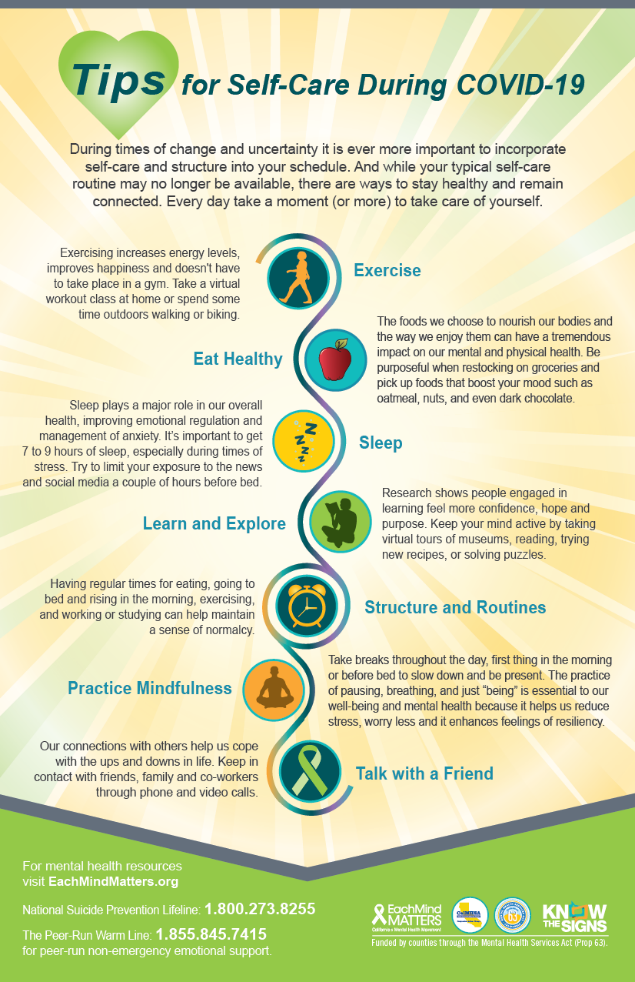 Tips for Self-Care During COVID-19
During times of change and uncertainty it is ever more important to incorporate
self-care and structure into your schedule. And while your typical self-care
routine may no longer be available, there are ways to stay healthy and remain
connected. Every day take a moment (or more) to take care of yourself.
Exercise
Exercising increases energy levels,
improves happiness and doesn't have
to take place in a gym. Take a virtual
workout class at home or spend some
time outdoors walking or biking.
Eat Healthy
The foods we choose to nourish our bodies and
the way we enjoy them can have a tremendous
impact on our mental and physical health. Be
purposeful when restocking on groceries and
pick up foods that boost your mood such as
oatmeal, nuts, and even dark chocolate.
Sleep
Sleep plays a major role in our overall
health, improving emotional regulation and
management of anxiety. It's important to get
7 to 9 hours of sleep, especially during times of
stress. Try to limit your exposure to the news
and social media a couple of hours before bed.
Z
Z
Z
Z
Z
Learn and Explore
Research shows people engaged in
learning feel more confidence, hope and
purpose. Keep your mind active by taking
virtual tours of museums, reading, trying
new recipes, or solving puzzles.
Structure and Routines
Having regular times for eating, going to
bed and rising in the morning, exercising,
and working or studying can help maintain
a sense of normalcy.
Practice Mindfulness
Take breaks throughout the day, first thing in the morning
or before bed to slow down and be present. The practice
of pausing, breathing, and just “being” is essential to our
well-being and mental health because it helps us reduce
stress, worry less and it enhances feelings of resiliency.
Talk with a Friend
Our connections with others help us cope
with the ups and downs in life. Keep in
contact with friends, family and co-workers
through phone and video calls.
For mental health resources
visit EachMindMatters.org
National Suicide Prevention Lifeline: 1.800.273.8255
The Peer-Run Warm Line: 1.855.845.7415
for peer-run non-emergency emotional support.
EachMind
MATTERS
California's Mental Health Movement
CalMHSA
63
KNOW
THE SIGNS
Funded by counties through the Mental Health Services Act (Prop 63).